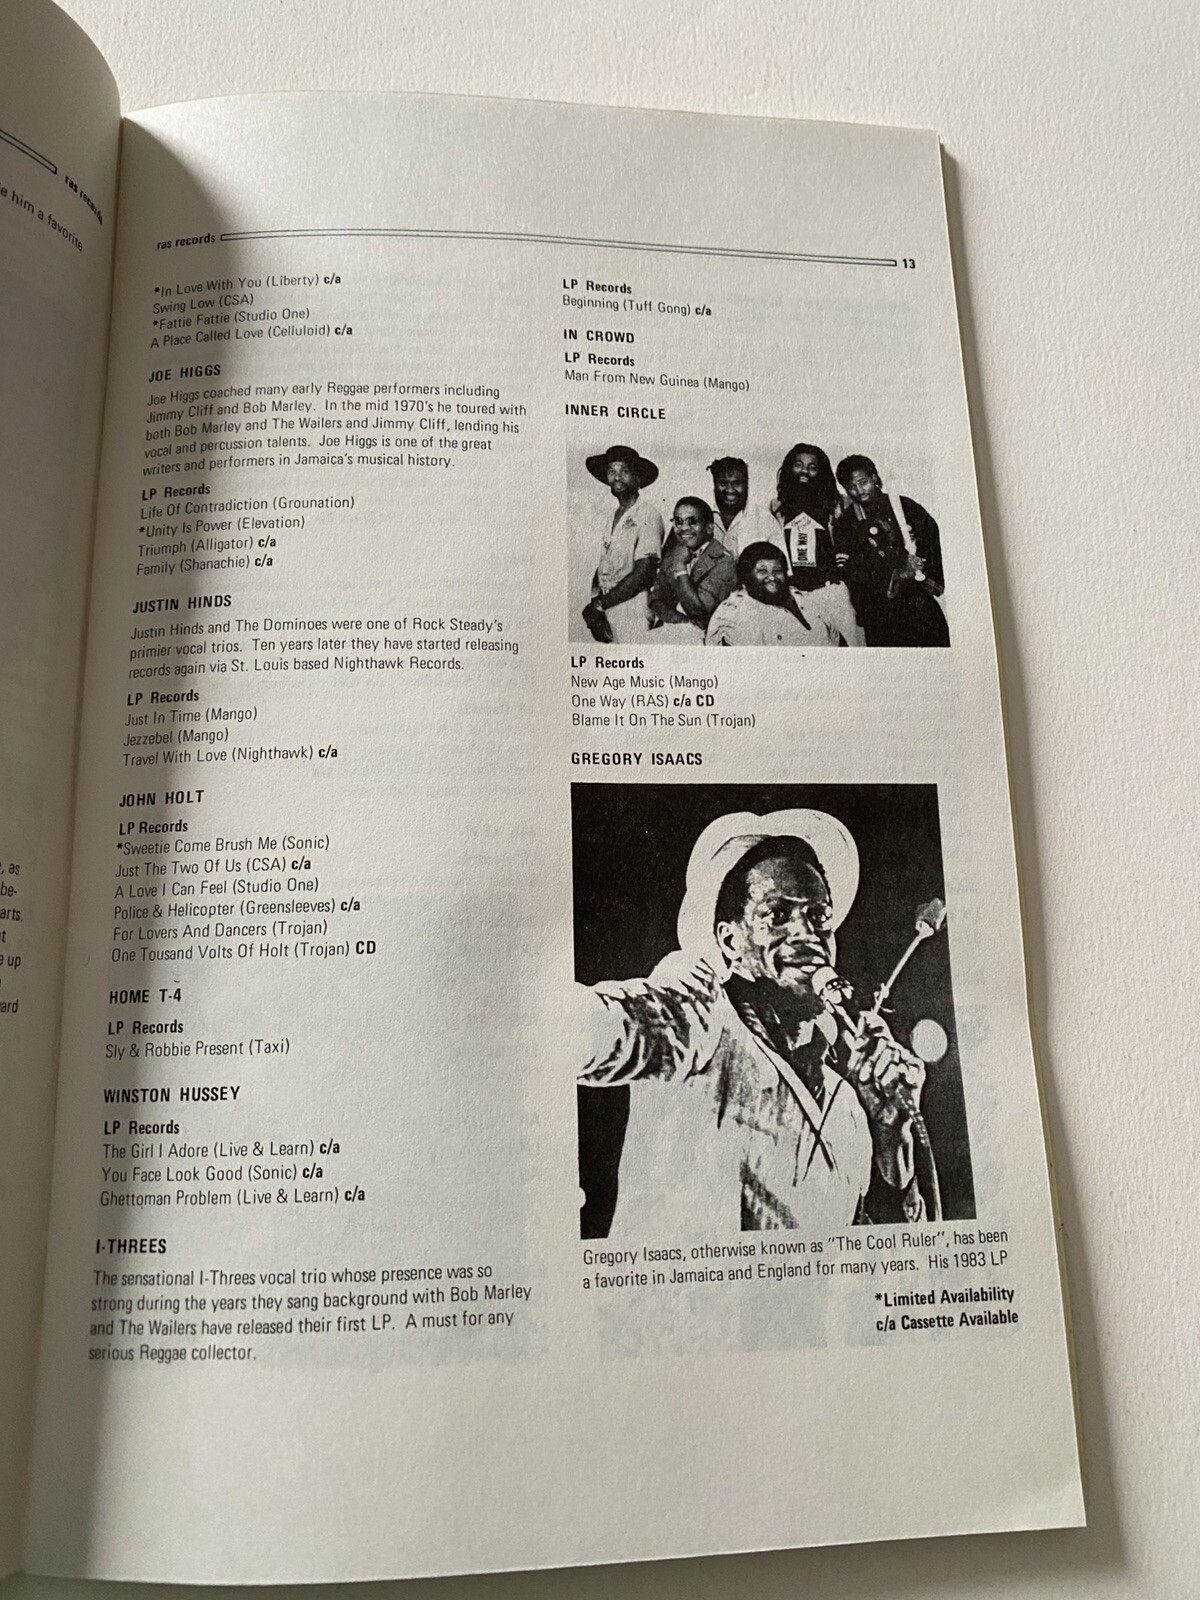 ras records
e him a favorite
, as
be-
arts.
e up
ard
ras records
13
*In Love With You (Liberty) c/a
Swing Low (CSA)
*Fattie Fattie (Studio One)
A Place Called Love (Celluloid) c/a
JOE HIGGS
Joe Higgs coached many early Reggae performers including
Jimmy Cliff and Bob Marley. In the mid 1970's he toured with
both Bob Marley and The Wailers and Jimmy Cliff, lending his
vocal and percussion talents. Joe Higgs is one of the great
writers and performers in Jamaica's musical history.
LP Records
Life Of Contradiction (Grounation)
*Unity Is Power (Elevation)
Triumph (Alligator) c/a
Family (Shanachie) c/a
JUSTIN HINDS
Justin Hinds and The Dominoes were one of Rock Steady's
primier vocal trios. Ten years later they have started releasing
records again via St. Louis based Nighthawk Records.
LP Records
Just In Time (Mango)
Jezzebel (Mango)
Travel With Love (Nighthawk) c/a
JOHN HOLT
LP Records
*Sweetie Come Brush Me (Sonic)
Just The Two Of Us (CSA) c/a
A Love I Can Feel (Studio One)
Police & Helicopter (Greensleeves) c/a
For Lovers And Dancers (Trojan)
One Tousand Volts Of Holt (Trojan) CD
HOME T-4
LP Records
Sly & Robbie Present (Taxi)
WINSTON HUSSEY
LP Records
The Girl I Adore (Live & Learn) c/a
You Face Look Good (Sonic) c/a
Ghettoman Problem (Live & Learn) c/a
I-THREES
The sensational I-Threes vocal trio whose presence was so
strong during the years they sang background with Bob Marley
and The Wailers have released their first LP. A must for any
serious Reggae collector.
LP Records
Beginning (Tuff Gong) c/a
IN CROWD
LP Records
Man From New Guinea (Mango)
INNER CIRCLE
ONE WAY
LP Records
New Age Music (Mango)
One Way (RAS) c/a CD
Blame It On The Sun (Trojan)
GREGORY ISAACS
Gregory Isaacs, otherwise known as "The Cool Ruler", has been
a favorite in Jamaica and England for many years. His 1983 LP
*Limited Availability
c/a Cassette Available